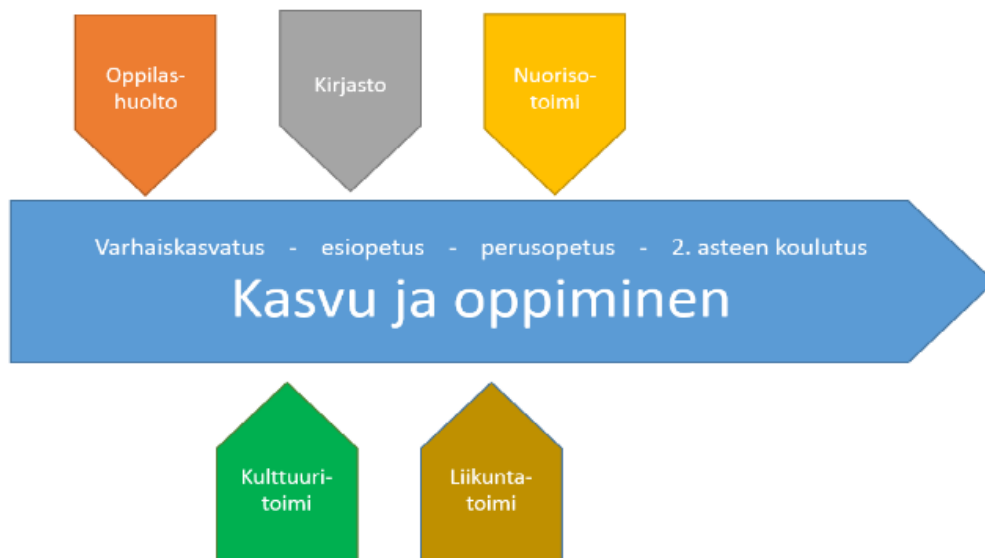 Oppilas-
huolto
Kirjasto
Nuoriso-
toimi
Varhaiskasvatus - esiopetus - perusopetus - 2. asteen koulutus
Kasvu ja oppiminen
Kulttuuri-
toimi
Liikunta-
toimi